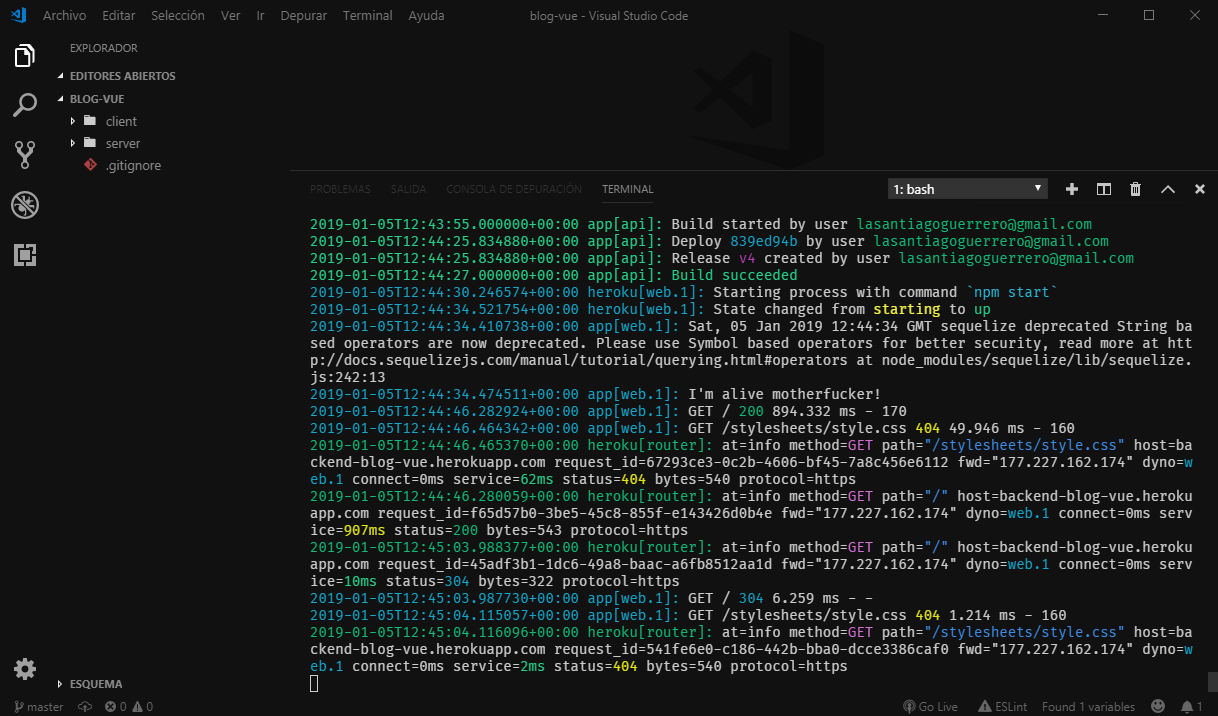 Archivo Editar Selección Ver Ir Depurar Terminal Ayuda blog-vue - Visual Studio Code
EXPLORADOR
EDITORES ABIERTOS
BLOG-VUE
client
server
.gitignore
PROBLEMAS SALIDA CONSOLA DE DEPURACIÓN TERMINAL 1: bash
2019-01-05T12:43:55.000000+00:00 app[api]: Build started by user lasantiagoguerrero@gmail.com
2019-01-05T12:44:25.834880+00:00 app[api]: Deploy 839ed94b by user lasantiagoguerrero@gmail.com
2019-01-05T12:44:25.834880+00:00 app[api]: Release v4 created by user lasantiagoguerrero@gmail.com
2019-01-05T12:44:27.000000+00:00 app[api]: Build succeeded
2019-01-05T12:44:30.246574+00:00 heroku[web.1]: Starting process with command `npm start`
2019-01-05T12:44:34.521754+00:00 heroku[web.1]: State changed from starting to up
2019-01-05T12:44:34.410738+00:00 app[web.1]: Sat, 05 Jan 2019 12:44:34 GMT sequelize deprecated String ba
sed operators are now deprecated. Please use Symbol based operators for better security, read more at htt
p://docs.sequelizejs.com/manual/tutorial/querying.html#operators at node_modules/sequelize/lib/sequelize.
js:242:13
2019-01-05T12:44:34.474511+00:00 app[web.1]: I'm alive motherfucker!
2019-01-05T12:44:46.282924+00:00 app[web.1]: GET / 200 894.332 ms - 170
2019-01-05T12:44:46.464342+00:00 app[web.1]: GET /stylesheets/style.css 404 49.946 ms - 160
2019-01-05T12:44:46.465370+00:00 heroku[router]: at=info method=GET path="/stylesheets/style.css" host=ba
ckend-blog-vue.herokuapp.com request_id=67293ce3-0c2b-4606-bf45-7a8c456e6112 fwd="177.227.162.174" dyno=w
eb.1 connect=0ms service=62ms status=404 bytes=540 protocol=https
2019-01-05T12:44:46.280059+00:00 heroku[router]: at=info method=GET path="/" host=backend-blog-vue.heroku
app.com request_id=f65d57b0-3be5-45c8-855f-e143426d0b4e fwd="177.227.162.174" dyno=web.1 connect=0ms serv
ice=907ms status=200 bytes=543 protocol=https
2019-01-05T12:45:03.988377+00:00 heroku[router]: at=info method=GET path="/" host=backend-blog-vue.heroku
app.com request_id=45adf3b1-1dc6-49a8-baac-a6fb8512aa1d fwd="177.227.162.174" dyno=web.1 connect=0ms serv
ice=10ms status=304 bytes=322 protocol=https
2019-01-05T12:45:03.987730+00:00 app[web.1]: GET / 304 6.259 ms - -
2019-01-05T12:45:04.115057+00:00 app[web.1]: GET /stylesheets/style.css 404 1.214 ms - 160
2019-01-05T12:45:04.116096+00:00 heroku[router]: at=info method=GET path="/stylesheets/style.css" host=ba
ckend-blog-vue.herokuapp.com request_id=541fe6e0-c186-442b-bba0-dcce3386caf0 fwd="177.227.162.174" dyno=w
eb.1 connect=0ms service=2ms status=404 bytes=540 protocol=https
ESQUEMA
master 0 0 Go Live ESLint Found 1 variables 1